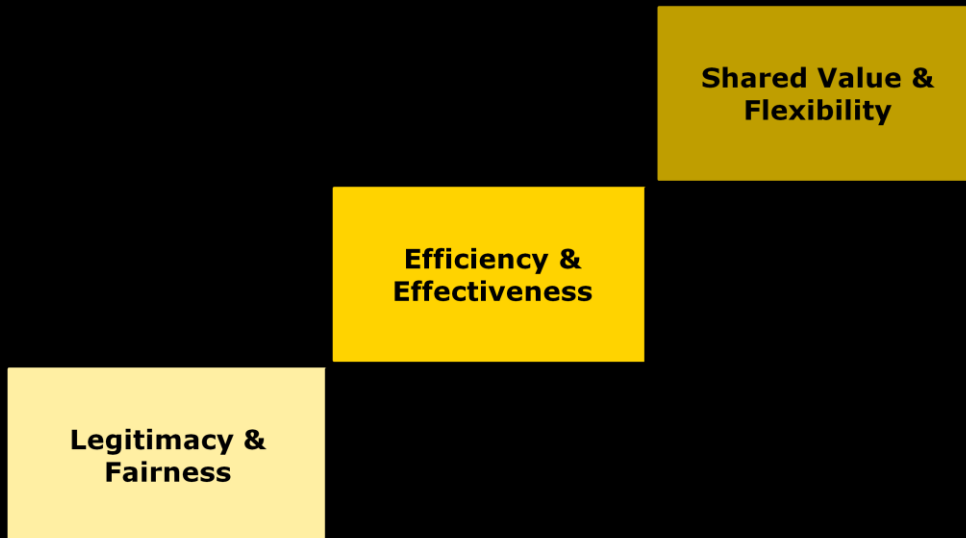 Shared Value &
Flexibility
Efficiency &
Effectiveness
Legitimacy &
Fairness